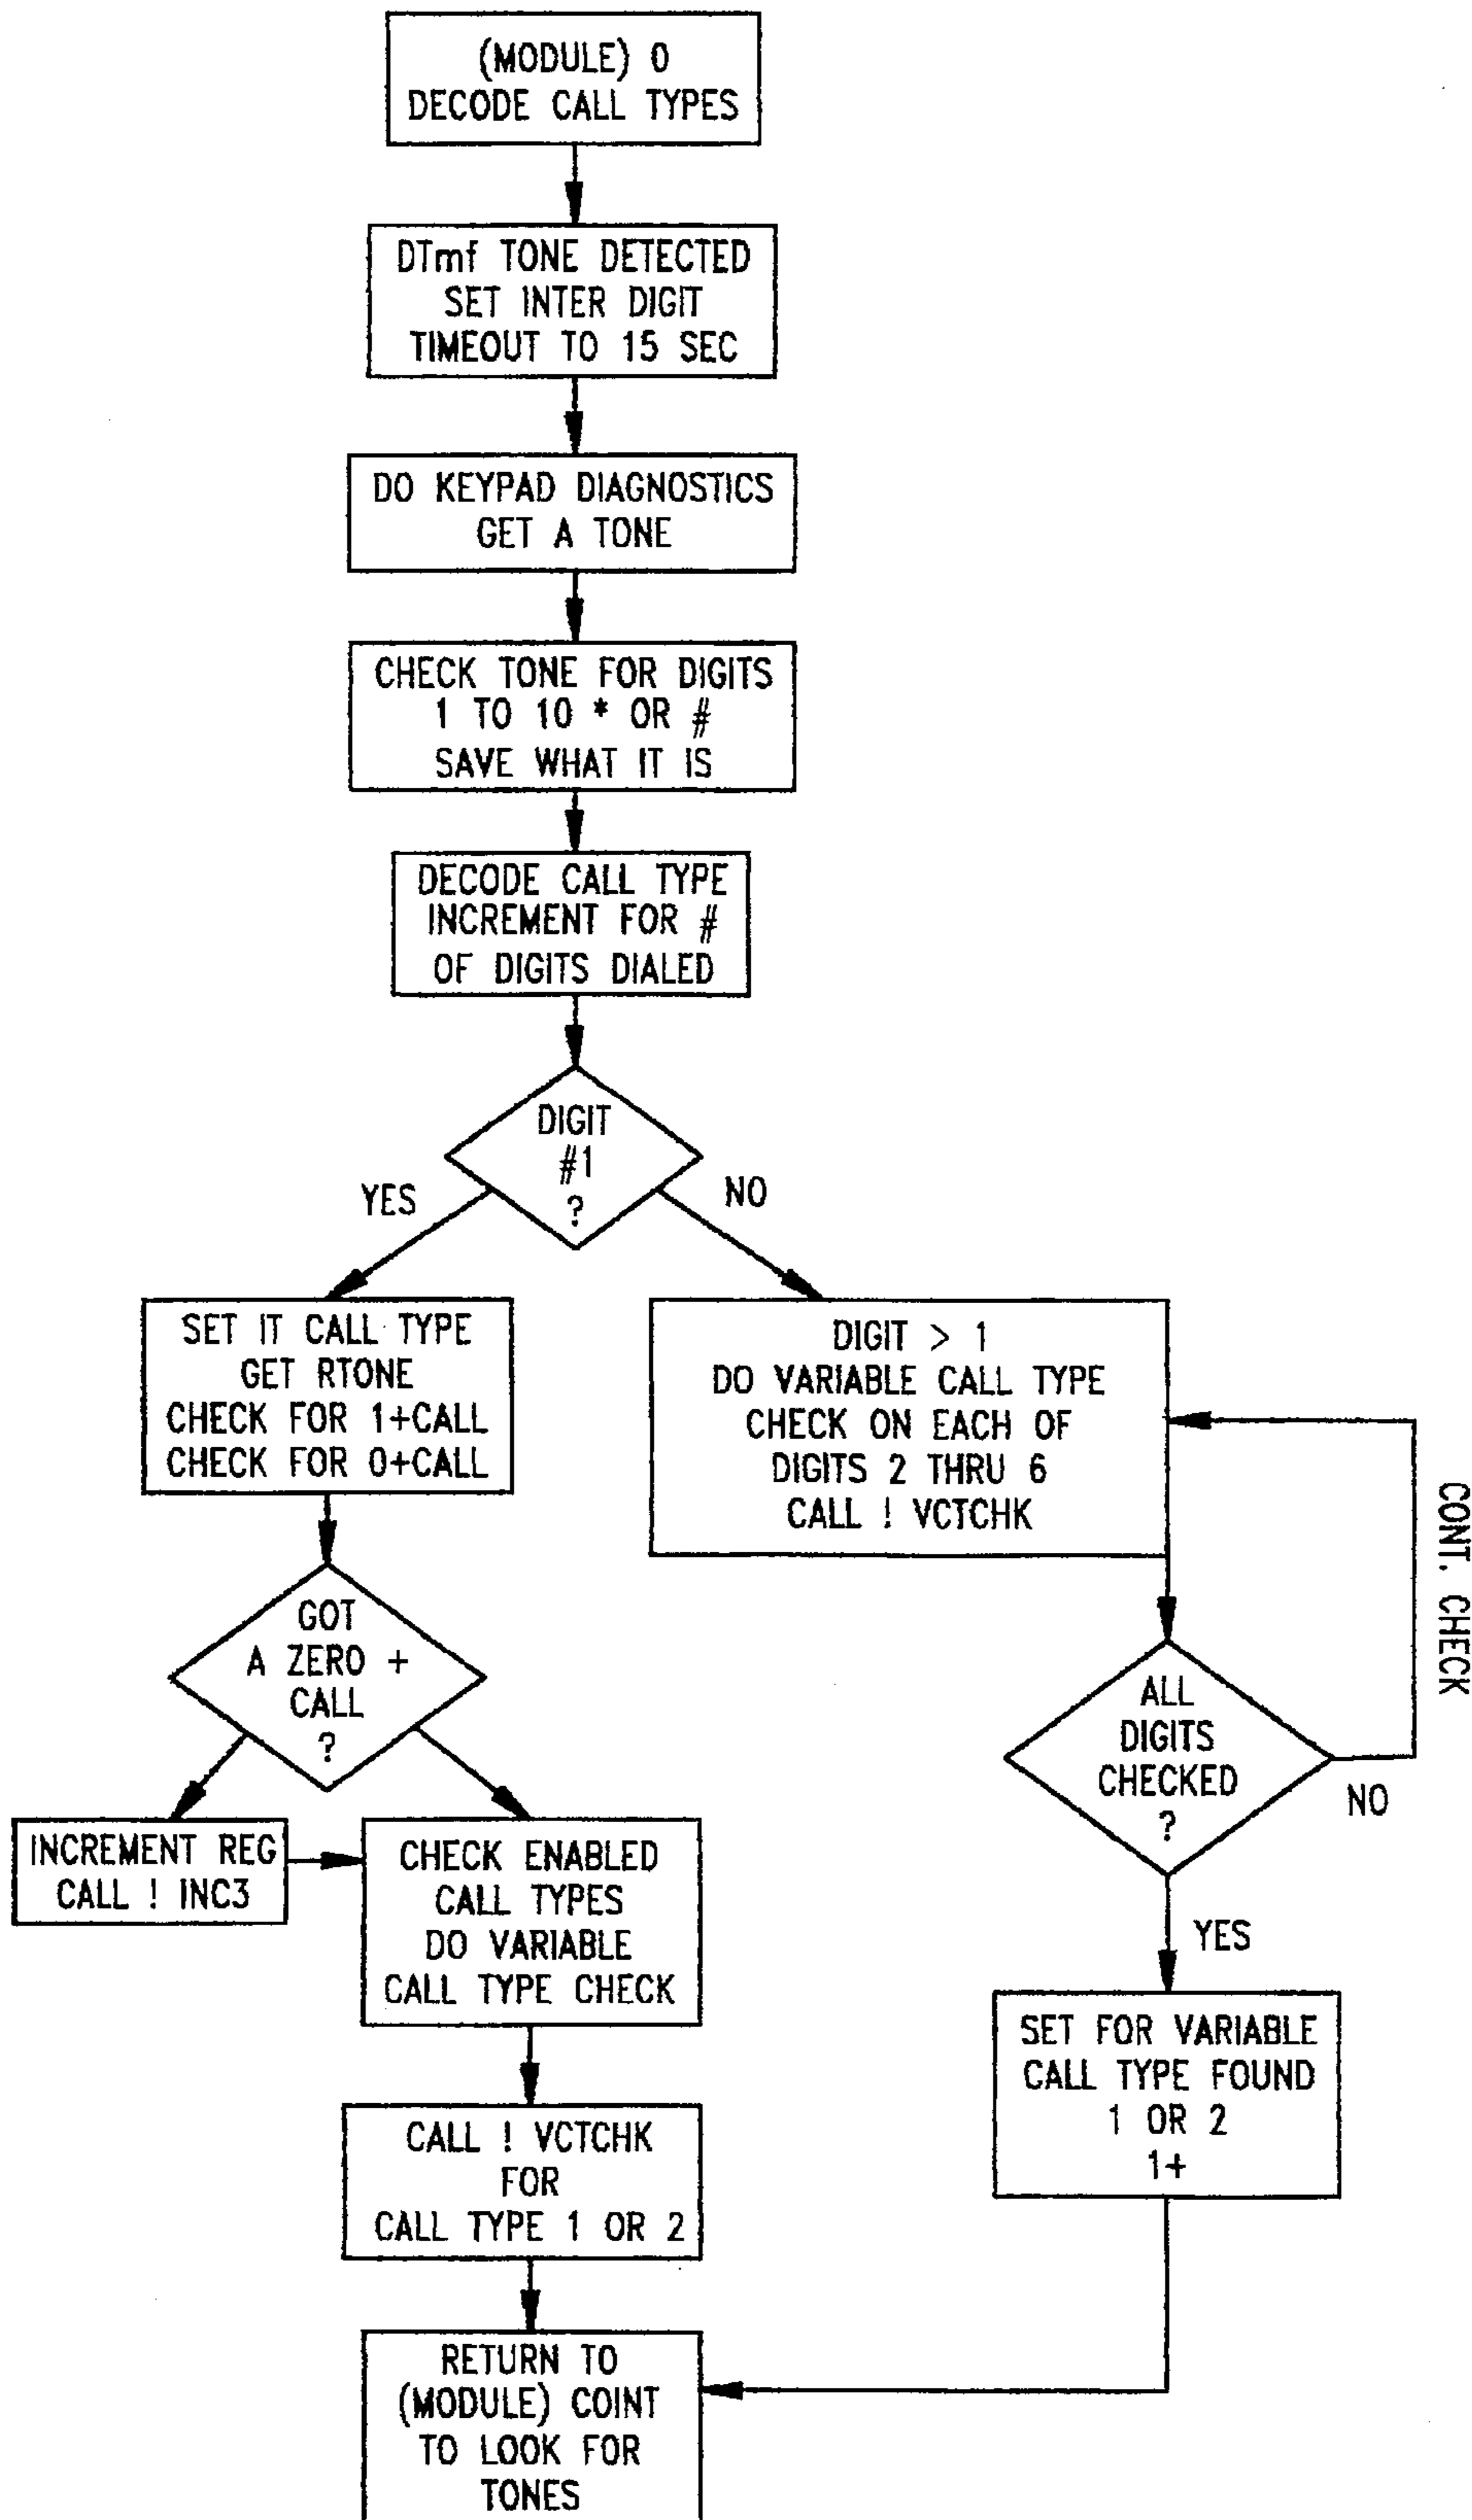 (MODULE) 0
DECODE CALL TYPES
DTmf TONE DETECTED
SET INTER DIGIT
TIMEOUT TO 15 SEC
DO KEYPAD DIAGNOSTICS
GET A TONE
CHECK TONE FOR DIGITS
1 TO 10 * OR #
SAVE WHAT IT IS
DECODE CALL TYPE
INCREMENT FOR #
OF DIGITS DIALED
DIGIT
#1
?
YES
NO
SET IT CALL TYPE
GET RTONE
CHECK FOR 1+CALL
CHECK FOR 0+CALL
DIGIT > 1
DO VARIABLE CALL TYPE
CHECK ON EACH OF
DIGITS 2 THRU 6
CALL ! VCTCHK
CONT. CHECK
GOT
A ZERO +
CALL
?
ALL
DIGITS
CHECKED
?
NO
INCREMENT REG
CALL ! INC3
CHECK ENABLED
CALL TYPES
DO VARIABLE
CALL TYPE CHECK
YES
SET FOR VARIABLE
CALL TYPE FOUND
1 OR 2
1+
CALL ! VCTCHK
FOR
CALL TYPE 1 OR 2
RETURN TO
(MODULE) COINT
TO LOOK FOR
TONES